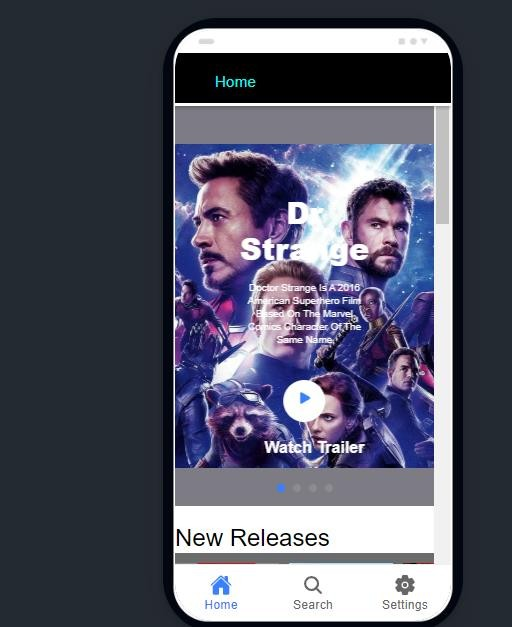 Home
Dr
Strange
Doctor Strange Is A 2016
American Superhero Film
Based On The Marvel
Comics Character Of The
Same Name.
Watch Trailer
New Releases
Home
Search
Settings